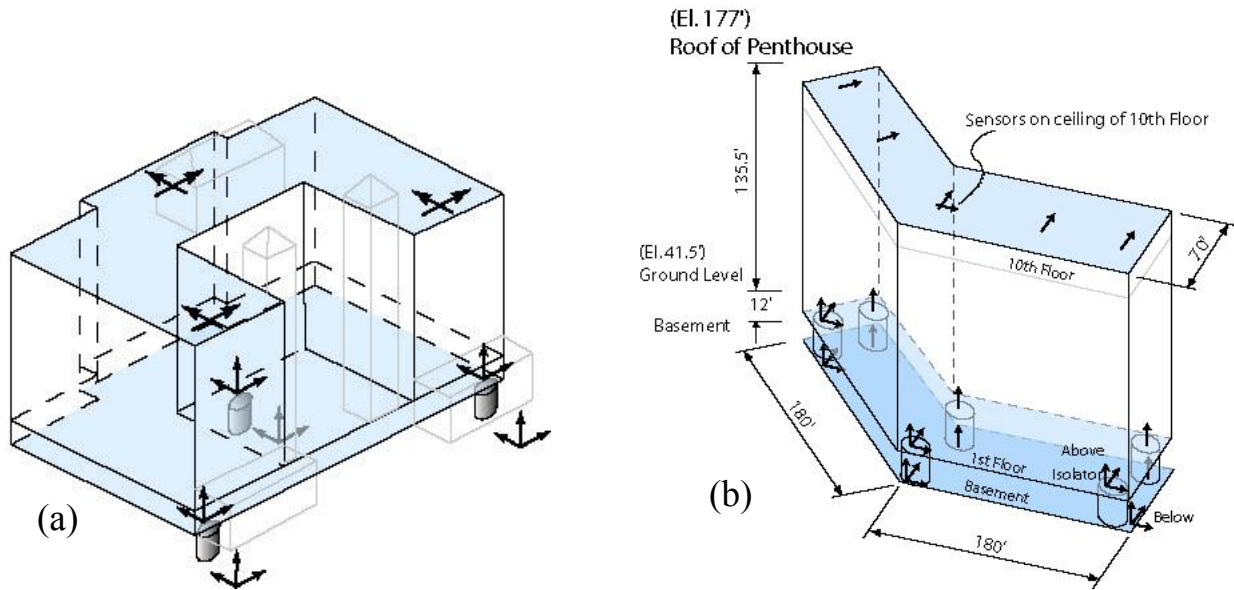 (a)
(El. 177')
Roof of Penthouse
Sensors on ceiling of 10th Floor
135.5'
70'
10th Floor
(El. 41.5')
Ground Level
12'
Basement
180'
1st Floor
Above
Isolator
Basement
Below
180'
(b)